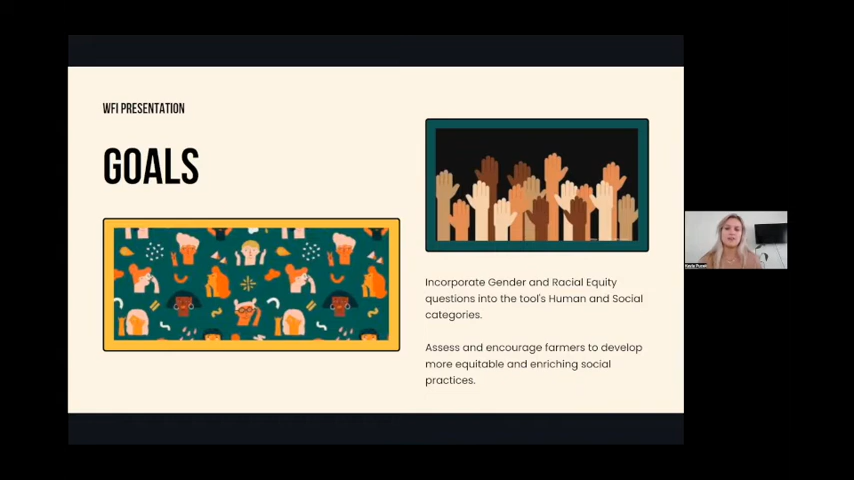 WFI PRESENTATION
GOALS
Incorporate Gender and Racial Equity
questions into the tool's Human and Social
categories.
Assess and encourage farmers to develop
more equitable and enriching social
practices.